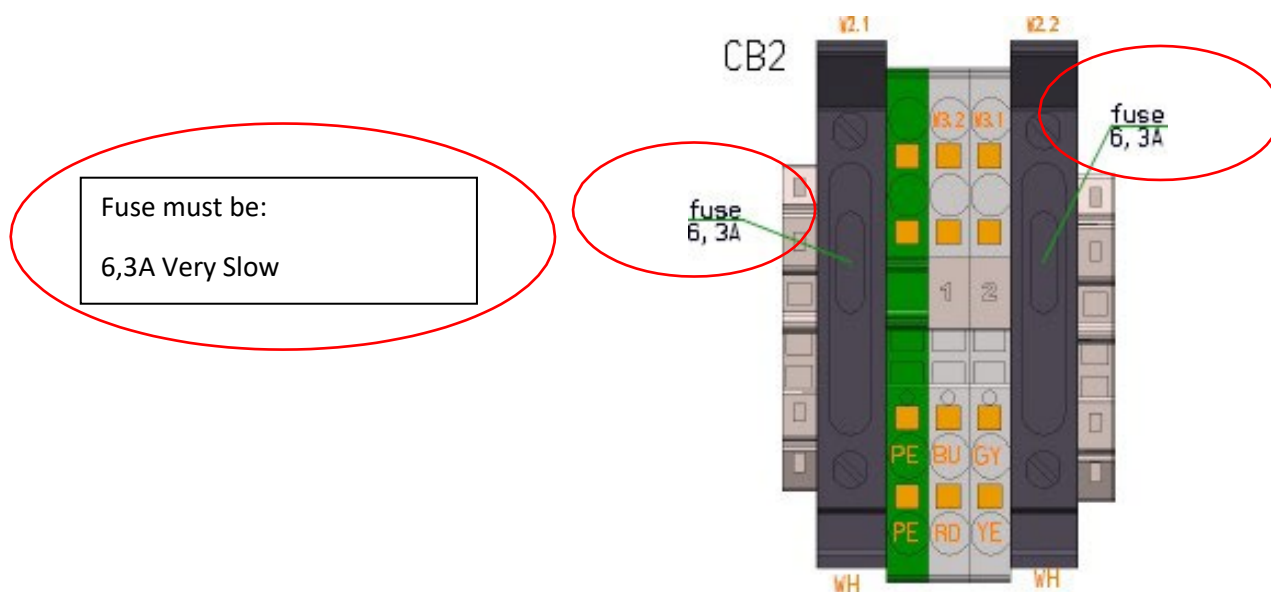 W2.1
W2.2
CB2
fuse
6, 3A
W3.2 W3.1
Fuse must be:
6,3A Very Slow
fuse
6, 3A
1 2
PE BU GY
PE RD YE
WH
WH